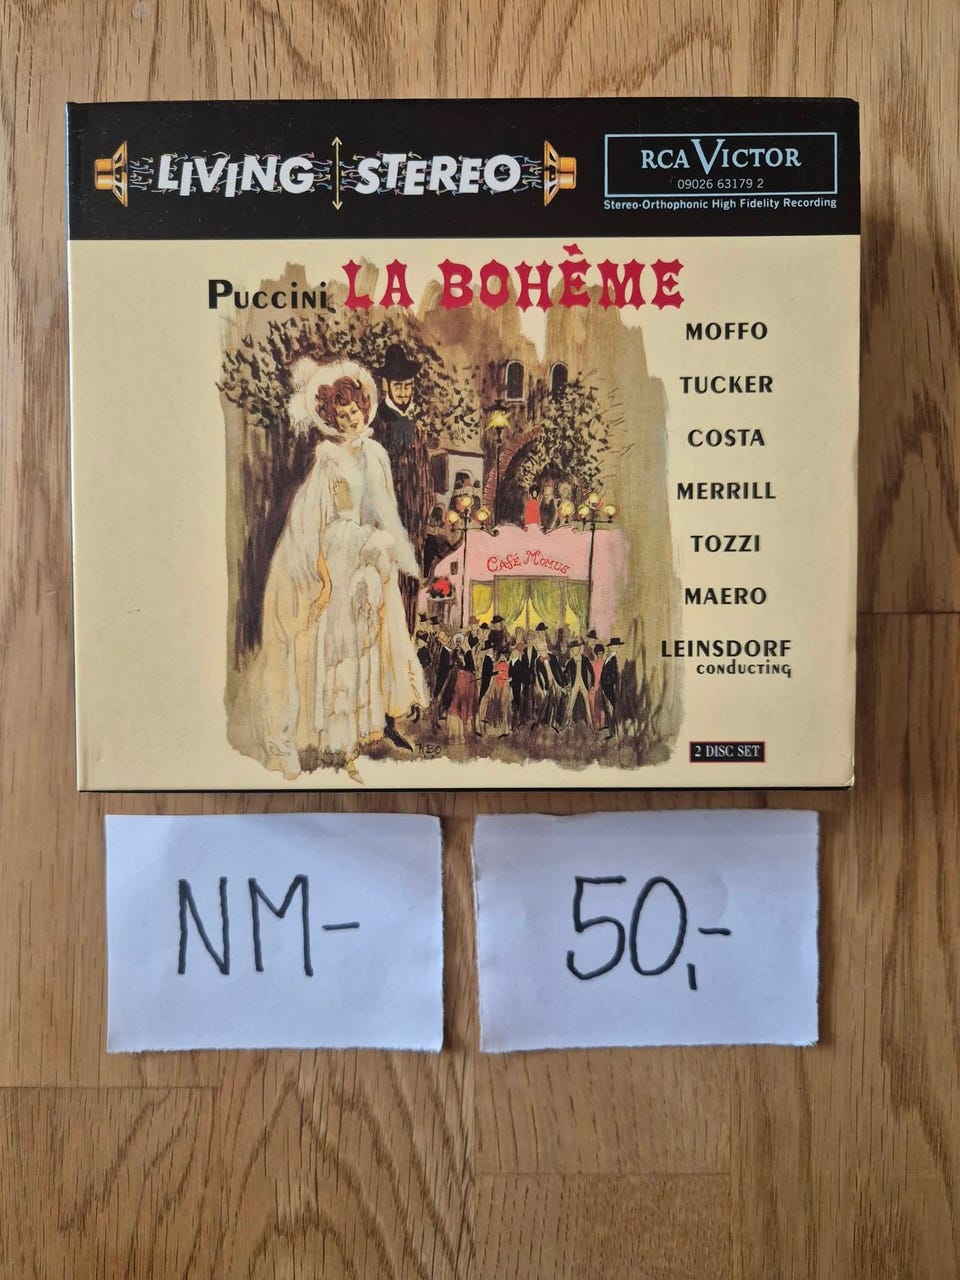 LIVING STEREO
RCA VICTOR
09026 63179 2
Stereo-Orthophonic High Fidelity Recording
Puccini LA BOHÈME
MOFFO
TUCKER
COSTA
MERRILL
TOZZI
MAERO
LEINSDORF
conducting
Café Momus
2 DISC SET
NM-
50,-